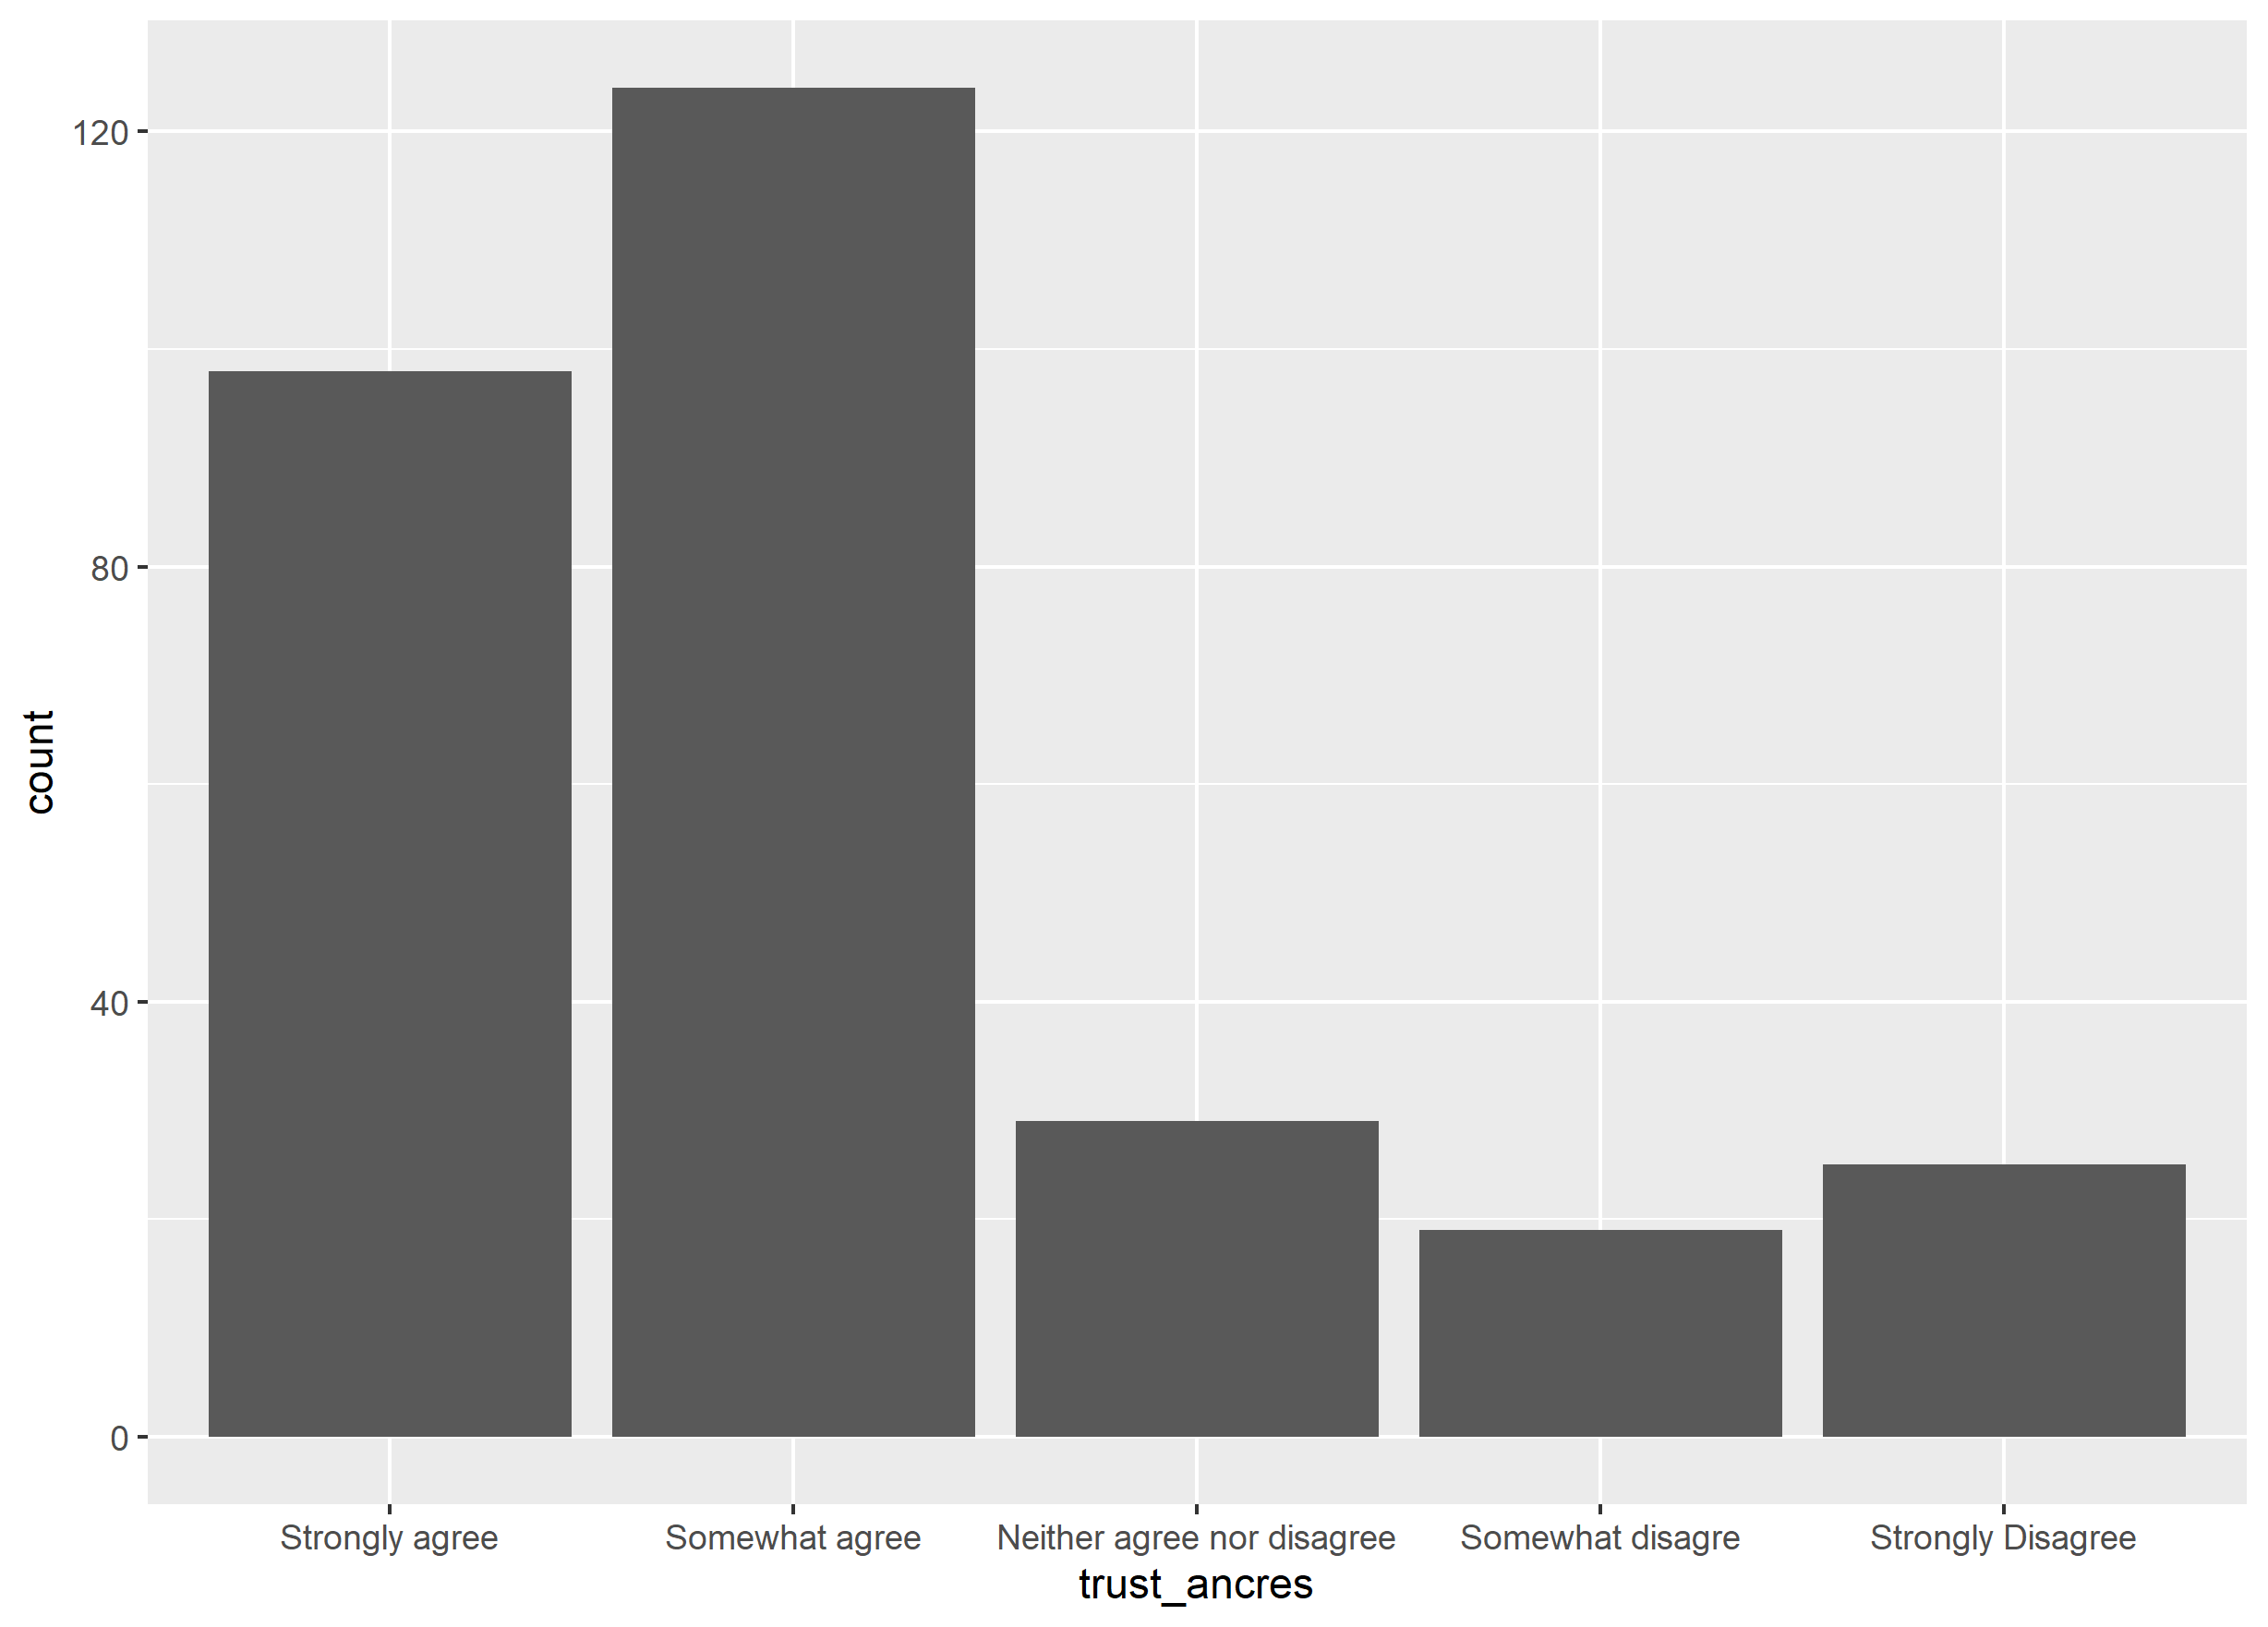 120
80
40
0
count
Strongly agree
Somewhat agree
Neither agree nor disagree
Somewhat disagre
Strongly Disagree
trust_ancres